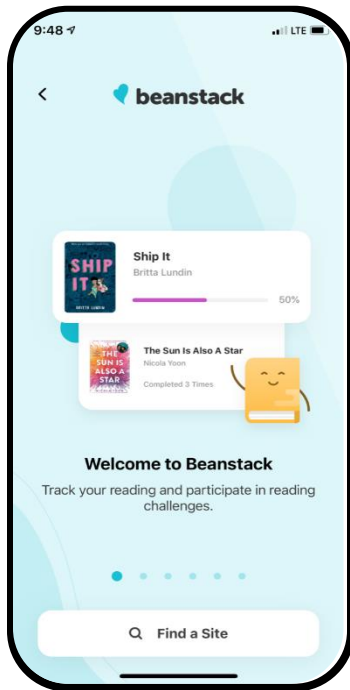 9:48
LTE
beanstack
SHIP
IT
BRITTA LUNDIN
Ship It
Britta Lundin
50%
THE
SUN IS
ALSO A
STAR
The Sun Is Also A Star
Nicola Yoon
Completed 3 Times
Welcome to Beanstack
Track your reading and participate in reading
challenges.
Find a Site